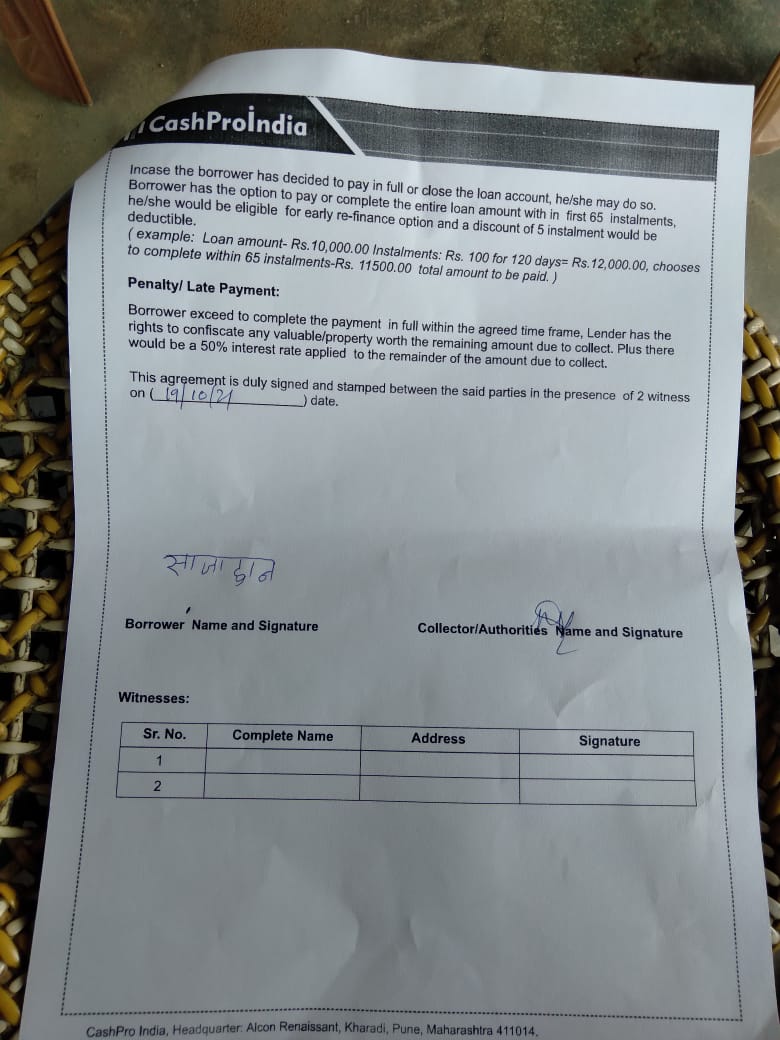 CashProIndia
Incase the borrower has decided to pay in full or close the loan account, he/she may do so.
Borrower has the option to pay or complete the entire loan amount with in first 65 instalments,
he/she would be eligible for early re-finance option and a discount of 5 instalment would be
deductible.
( example: Loan amount- Rs.10,000.00 Instalments: Rs. 100 for 120 days= Rs.12,000.00, chooses
to complete within 65 instalments-Rs. 11500.00 total amount to be paid. )
Penalty/ Late Payment:
Borrower exceed to complete the payment in full within the agreed time frame, Lender has the
rights to confiscate any valuable/property worth the remaining amount due to collect. Plus there
would be a 50% interest rate applied to the remainder of the amount due to collect.
This agreement is duly signed and stamped between the said parties in the presence of 2 witness
on ( 19/10/21 ) date.
Borrower Name and Signature
Collector/Authorities Name and Signature
Witnesses:
Sr. No. Complete Name Address Signature
1
2
CashPro India, Headquarter: Alcon Renaissant, Kharadi, Pune, Maharashtra 411014.